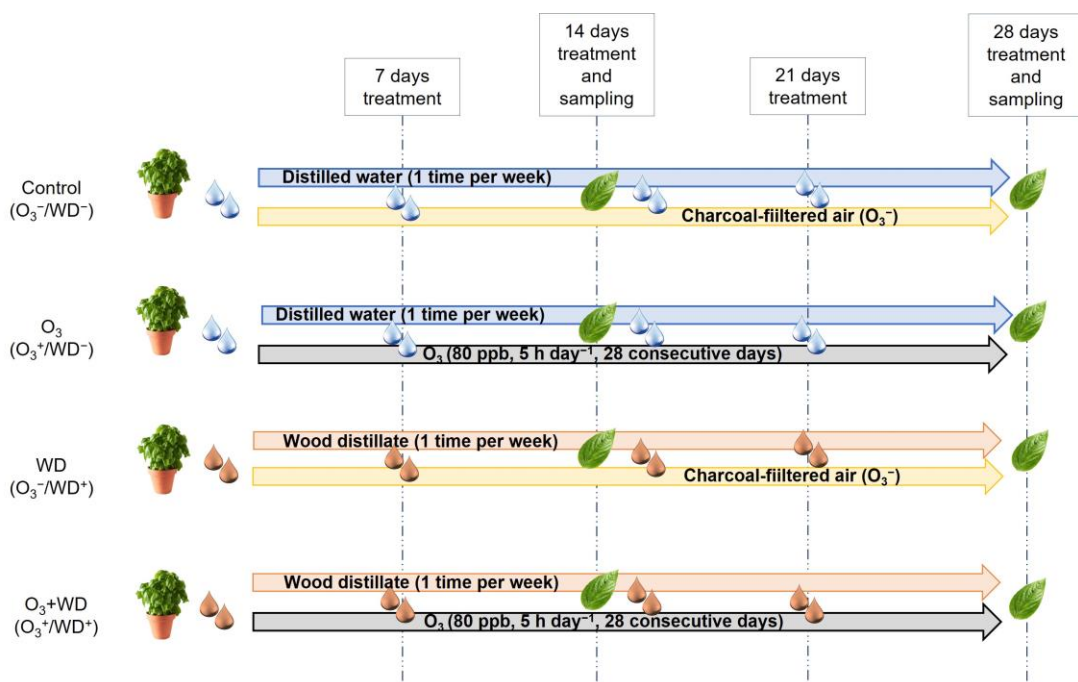 7 days
treatment
14 days
treatment
and
sampling
21 days
treatment
28 days
treatment
and
sampling
Control
(O₃⁻/WD⁻)
Distilled water (1 time per week)
Charcoal-fiiltered air (O₃⁻)
O₃
(O₃⁺/WD⁻)
Distilled water (1 time per week)
O₃ (80 ppb, 5 h day⁻¹, 28 consecutive days)
WD
(O₃⁻/WD⁺)
Wood distillate (1 time per week)
Charcoal-fiiltered air (O₃⁻)
O₃+WD
(O₃⁺/WD⁺)
Wood distillate (1 time per week)
O₃ (80 ppb, 5 h day⁻¹, 28 consecutive days)